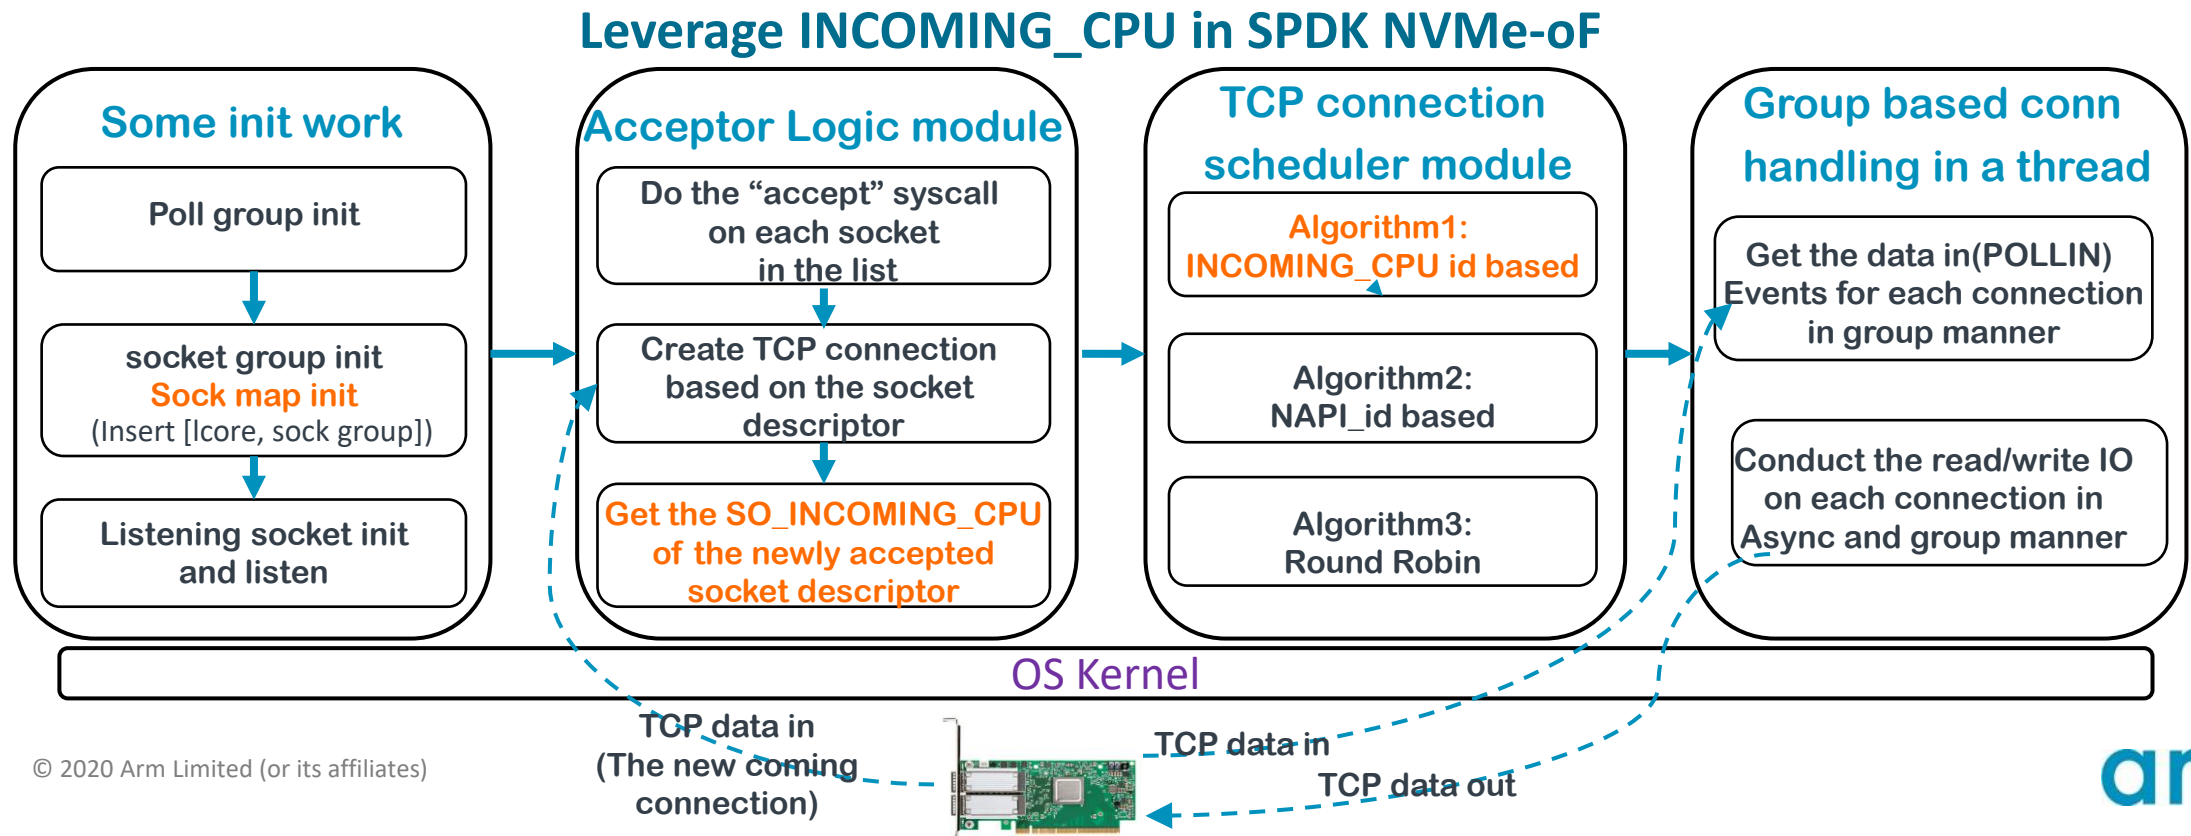 Leverage INCOMING_CPU in SPDK NVMe-oF
Some init work
Poll group init
socket group init
Sock map init
(Insert [lcore, sock group])
Listening socket init
and listen
Acceptor Logic module
Do the “accept” syscall
on each socket
in the list
Create TCP connection
based on the socket
descriptor
Get the SO_INCOMING_CPU
of the newly accepted
socket descriptor
TCP connection
scheduler module
Algorithm1:
INCOMING_CPU id based
Algorithm2:
NAPI_id based
Algorithm3:
Round Robin
Group based conn
handling in a thread
Get the data in(POLLIN)
Events for each connection
in group manner
Conduct the read/write IO
on each connection in
Async and group manner
OS Kernel
TCP data in
(The new coming
connection)
TCP data in
TCP data out
© 2020 Arm Limited (or its affiliates)
ar